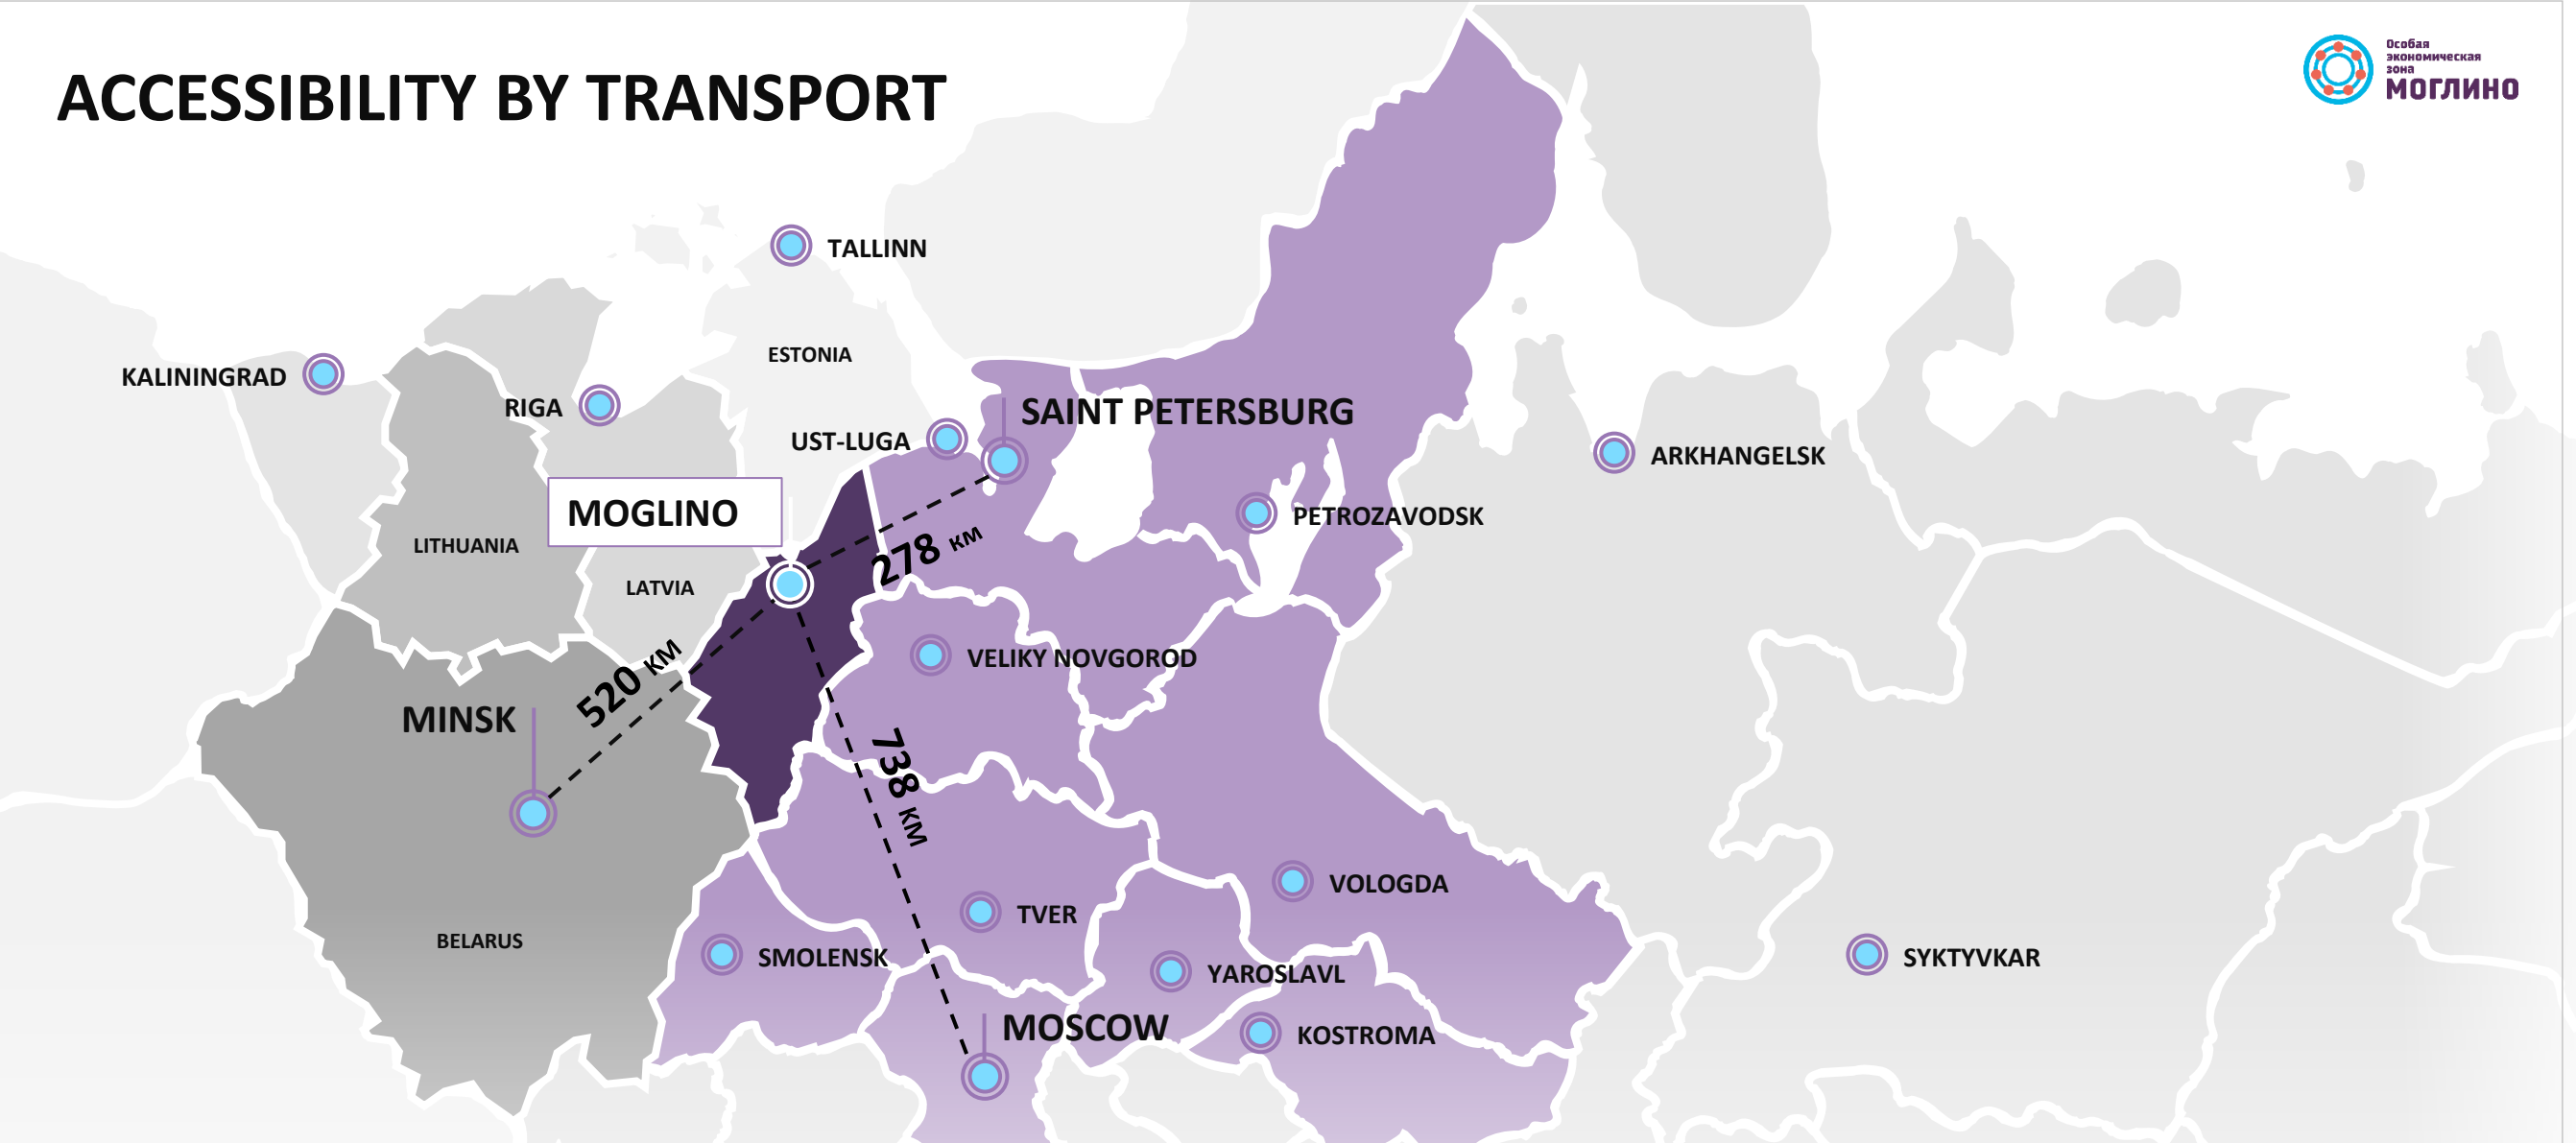 ACCESSIBILITY BY TRANSPORT
Особая
экономическая
зона
МОГЛИНО
TALLINN
ESTONIA
KALININGRAD
RIGA
SAINT PETERSBURG
UST-LUGA
ARKHANGELSK
MOGLINO
PETROZAVODSK
LITHUANIA
278 км
LATVIA
VELIKY NOVGOROD
520 КМ
MINSK
738 КМ
VOLOGDA
TVER
BELARUS
SMOLENSK
YAROSLAVL
SYKTYVKAR
MOSCOW
KOSTROMA